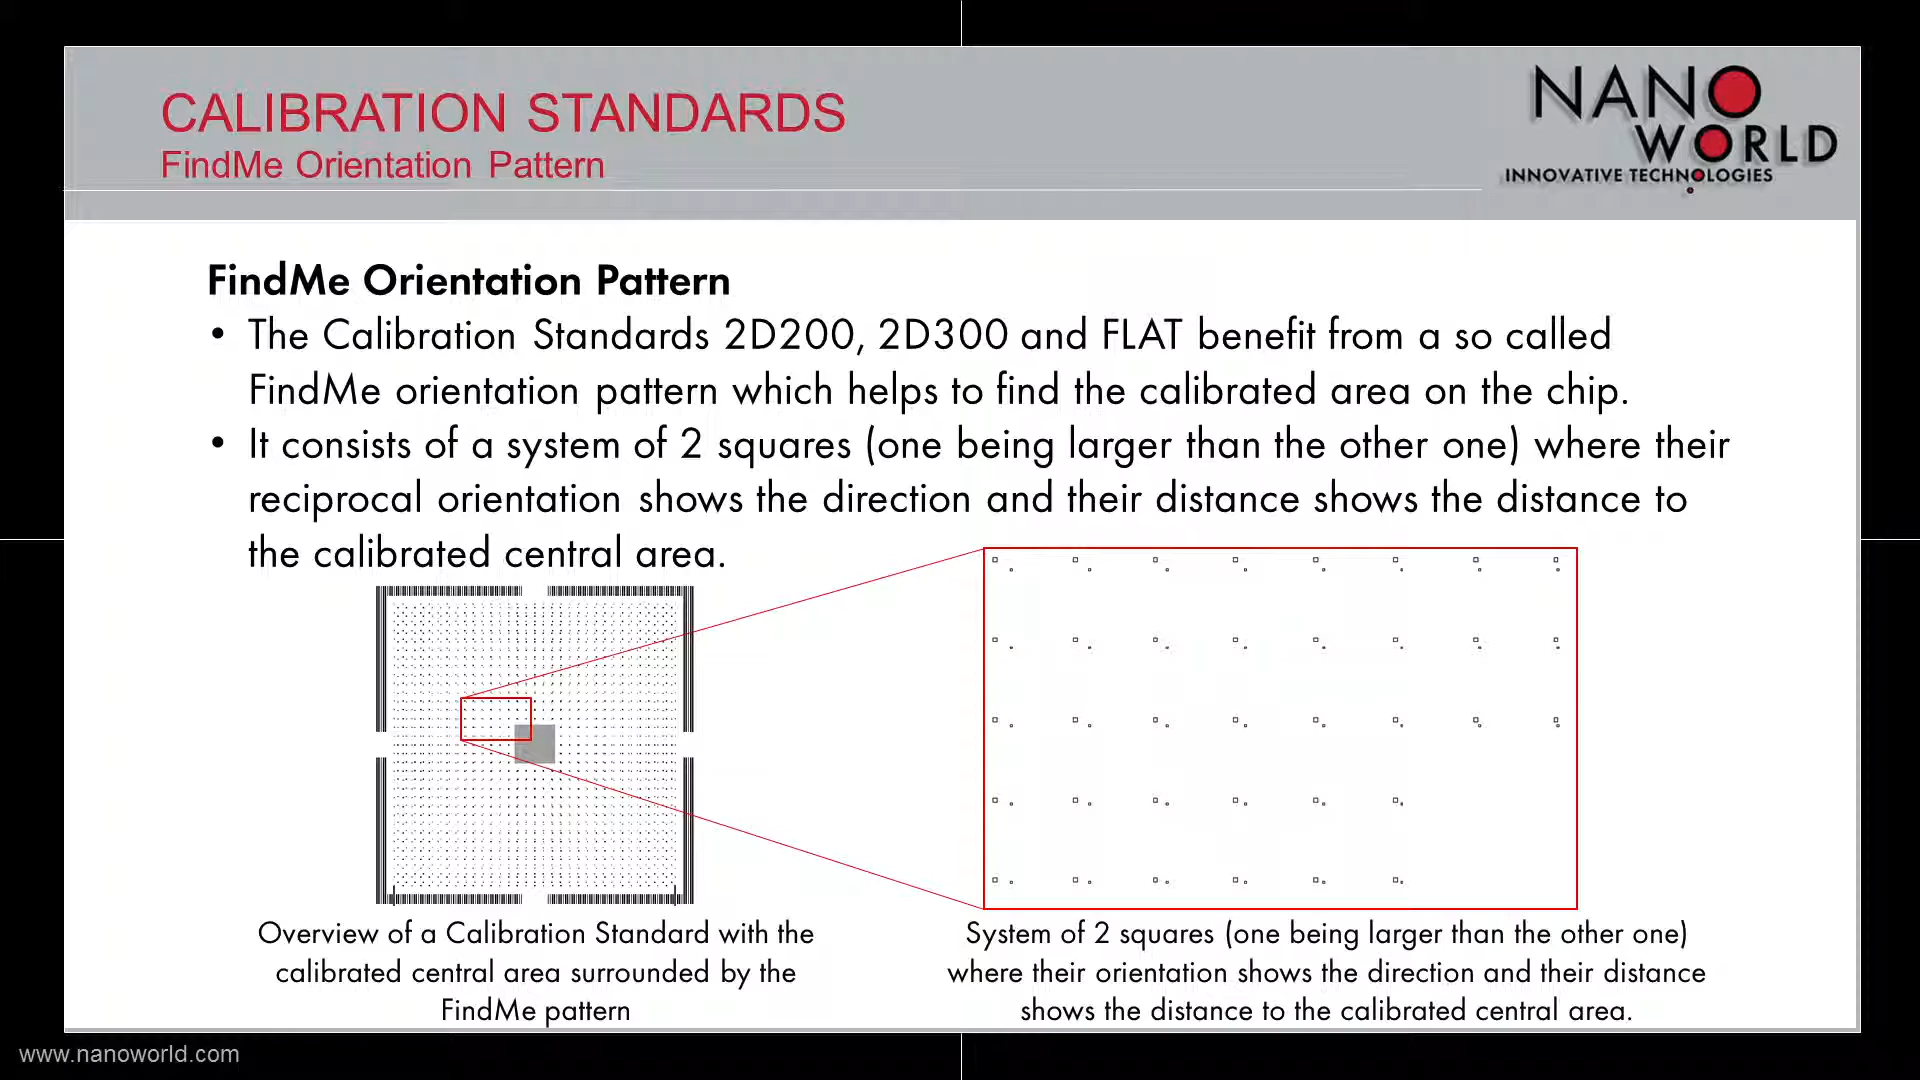 CALIBRATION STANDARDS
FindMe Orientation Pattern
NANO
WORLD
INNOVATIVE TECHNOLOGIES
FindMe Orientation Pattern
• The Calibration Standards 2D200, 2D300 and FLAT benefit from a so called
FindMe orientation pattern which helps to find the calibrated area on the chip.
• It consists of a system of 2 squares (one being larger than the other one) where their
reciprocal orientation shows the direction and their distance shows the distance to
the calibrated central area.
Overview of a Calibration Standard with the
calibrated central area surrounded by the
FindMe pattern
System of 2 squares (one being larger than the other one)
where their orientation shows the direction and their distance
shows the distance to the calibrated central area.
www.nanoworld.com